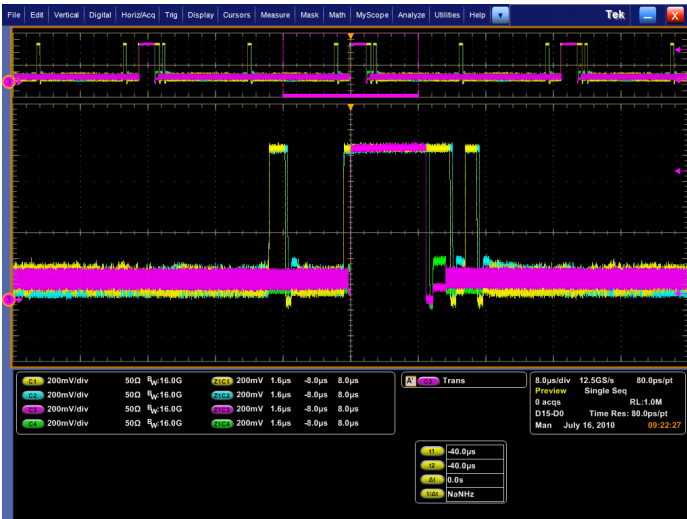 File Edit Vertical Digital Horiz/Acq Trig Display Cursors Measure Mask Math MyScope Analyze Utilities Help Tek X
3
3
C1 200mV/div 50Ω BW:16.0G Z1C1 200mV 1.6µs -8.0µs 8.0µs
C2 200mV/div 50Ω BW:16.0G Z1C2 200mV 1.6µs -8.0µs 8.0µs
C3 200mV/div 50Ω BW:16.0G Z1C3 200mV 1.6µs -8.0µs 8.0µs
C4 200mV/div 50Ω BW:16.0G Z1C4 200mV 1.6µs -8.0µs 8.0µs
A' C3 Trans
8.0µs/div 12.5GS/s 80.0ps/pt
Preview Single Seq
0 acqs RL:1.0M
D15-D0 Time Res: 80.0ps/pt
Man July 16, 2010 09:22:27
t1 -40.0µs
t2 -40.0µs
Δt 0.0s
1/Δt NaNHz